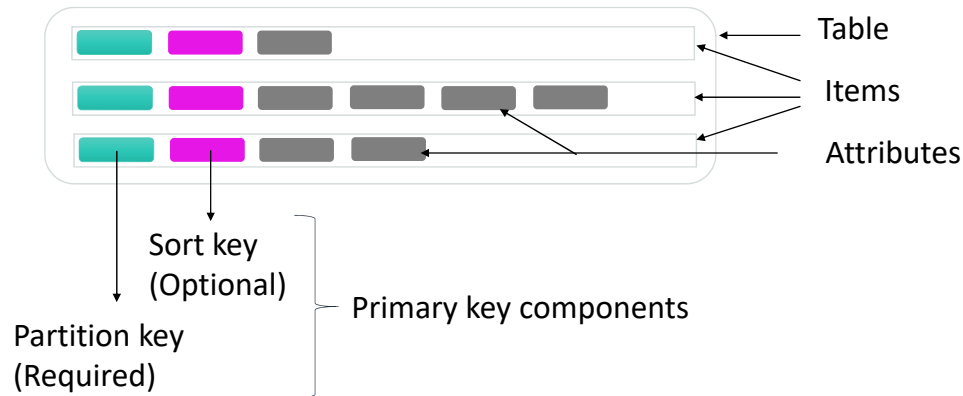 Table
Items
Attributes
Sort key
(Optional)
Primary key components
Partition key
(Required)